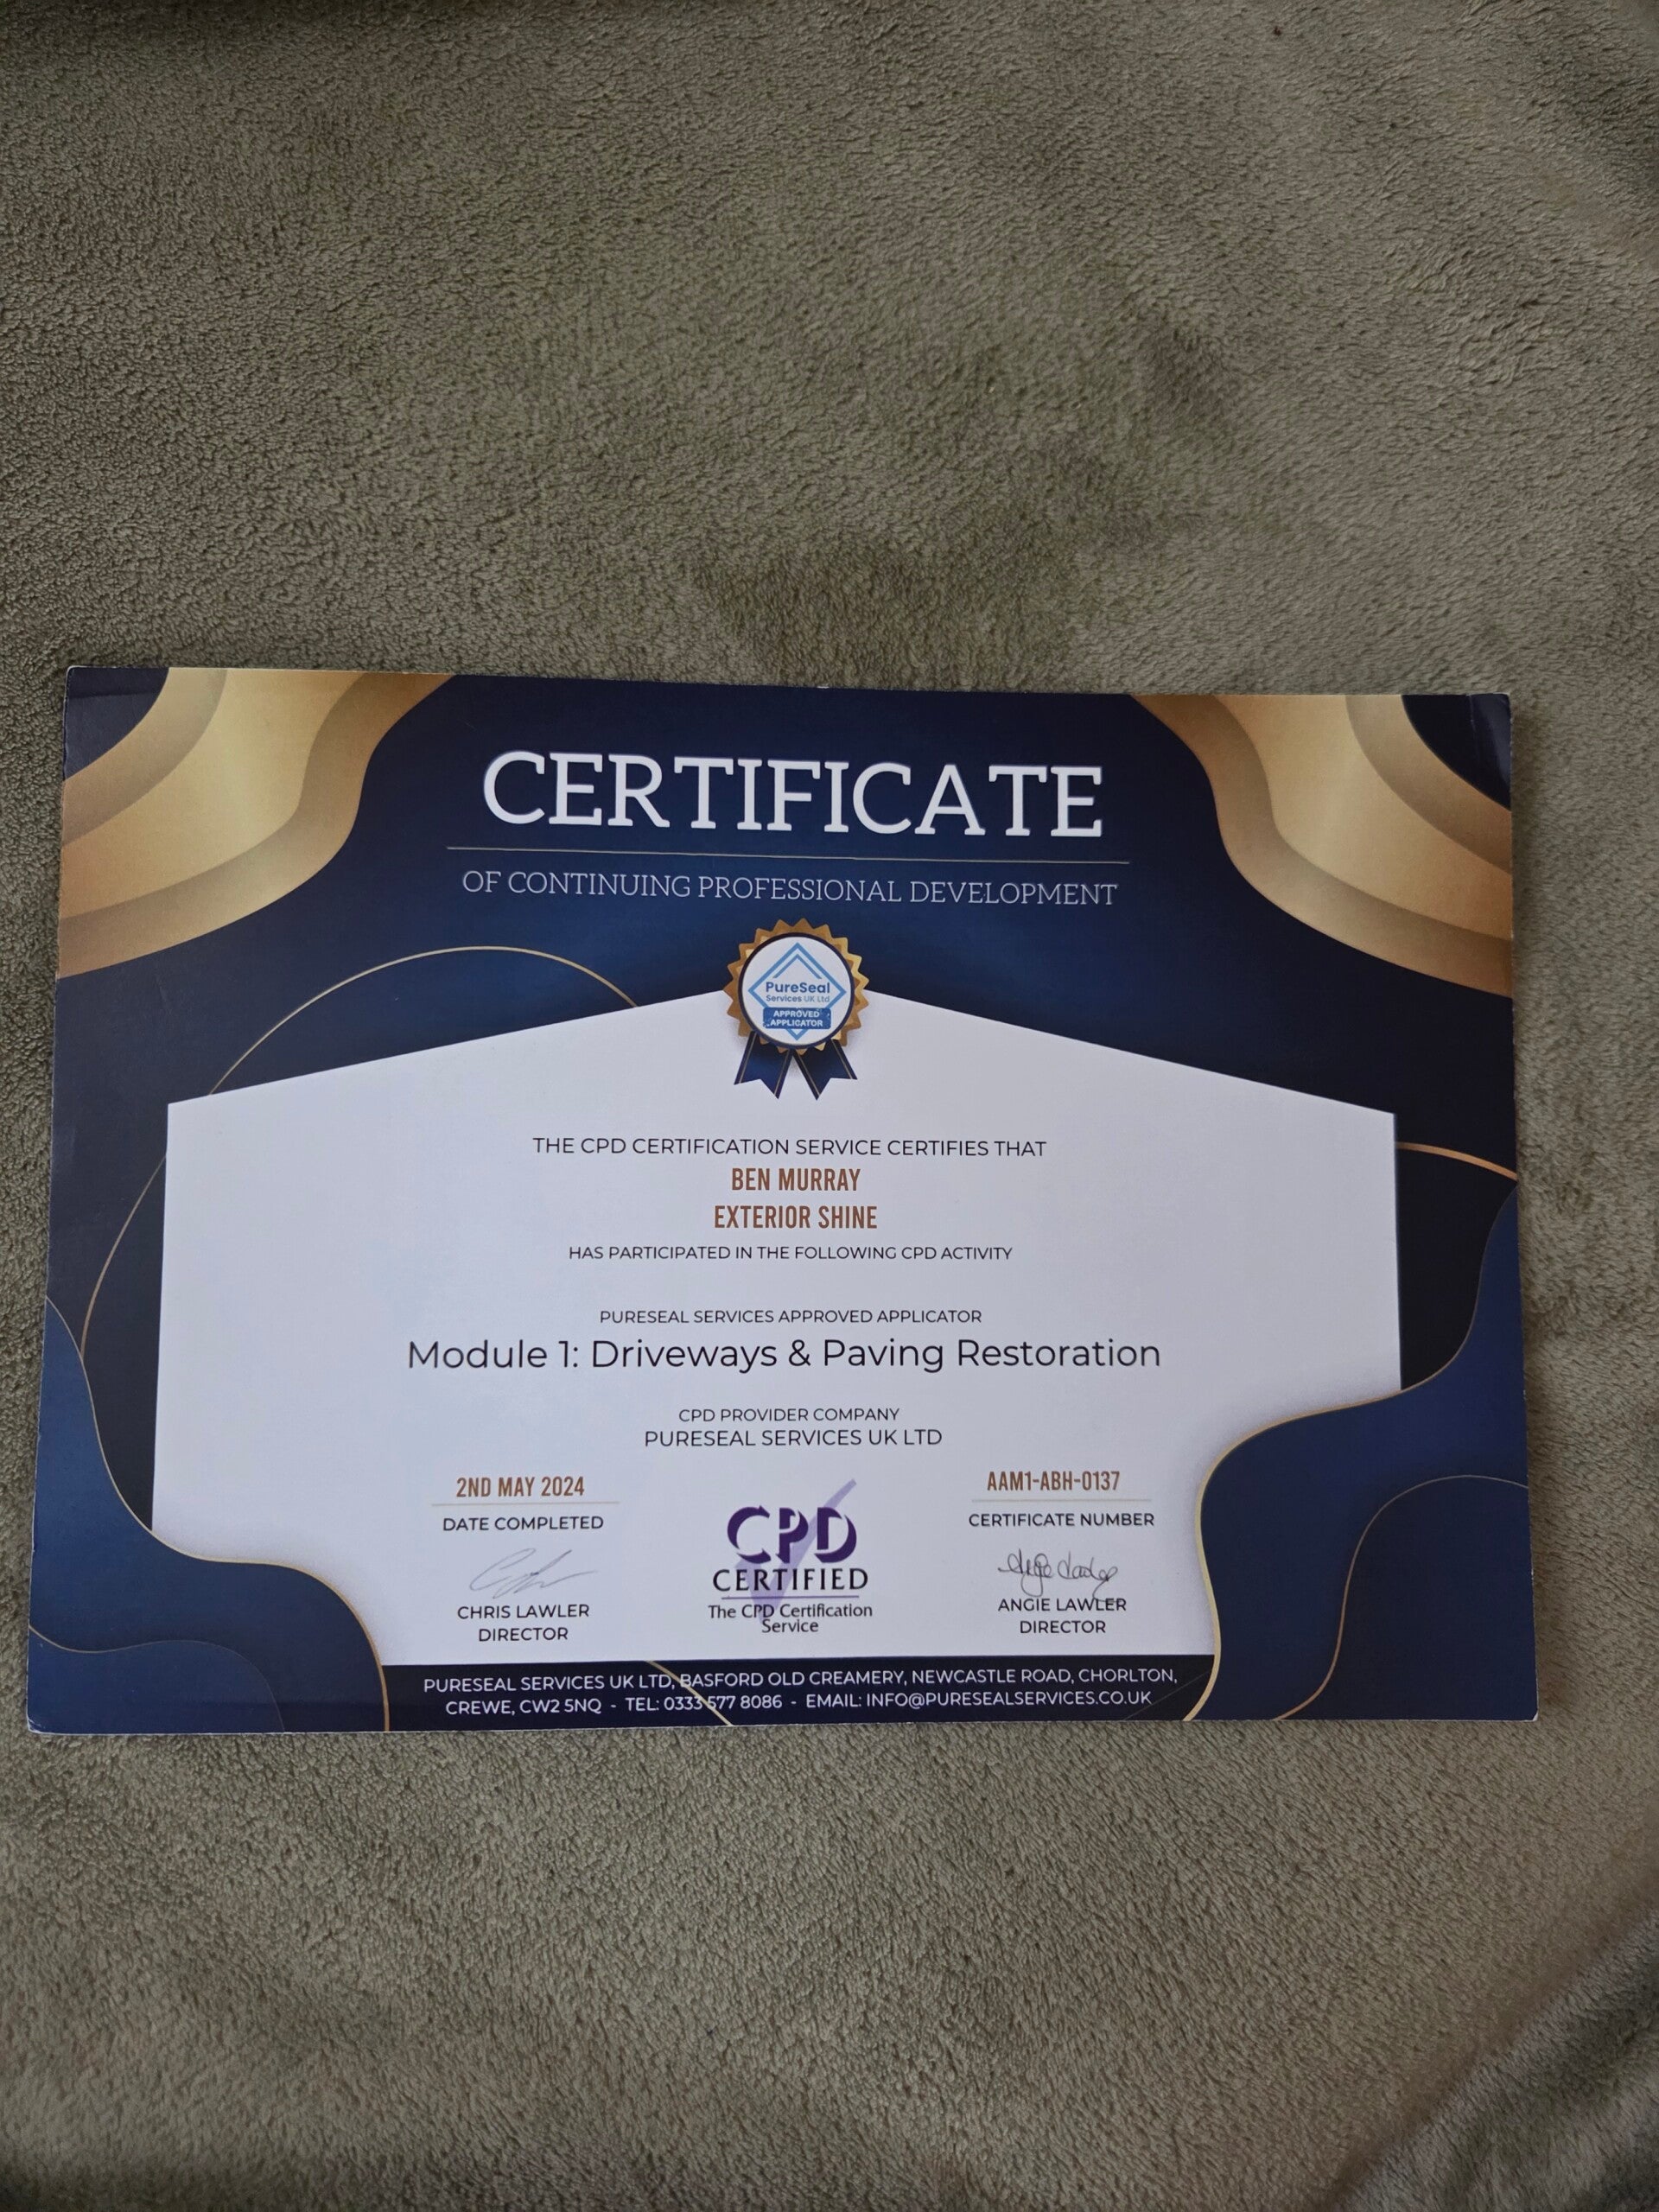 CERTIFICATE
OF CONTINUING PROFESSIONAL DEVELOPMENT
PureSeal
Services UK Ltd
APPROVED
APPLICATOR
THE CPD CERTIFICATION SERVICE CERTIFIES THAT
BEN MURRAY
EXTERIOR SHINE
HAS PARTICIPATED IN THE FOLLOWING CPD ACTIVITY
PURESEAL SERVICES APPROVED APPLICATOR
Module 1: Driveways & Paving Restoration
CPD PROVIDER COMPANY
PURESEAL SERVICES UK LTD
2ND MAY 2024
DATE COMPLETED
CHRIS LAWLER
DIRECTOR
CPD
CERTIFIED
The CPD Certification
Service
AAM1-ABH-0137
CERTIFICATE NUMBER
ANGIE LAWLER
DIRECTOR
PURESEAL SERVICES UK LTD, BASFORD OLD CREAMERY, NEWCASTLE ROAD, CHORLTON,
CREWE, CW2 5NQ - TEL: 0333 577 8086 - EMAIL: INFO@PURESEALSERVICES.CO.UK